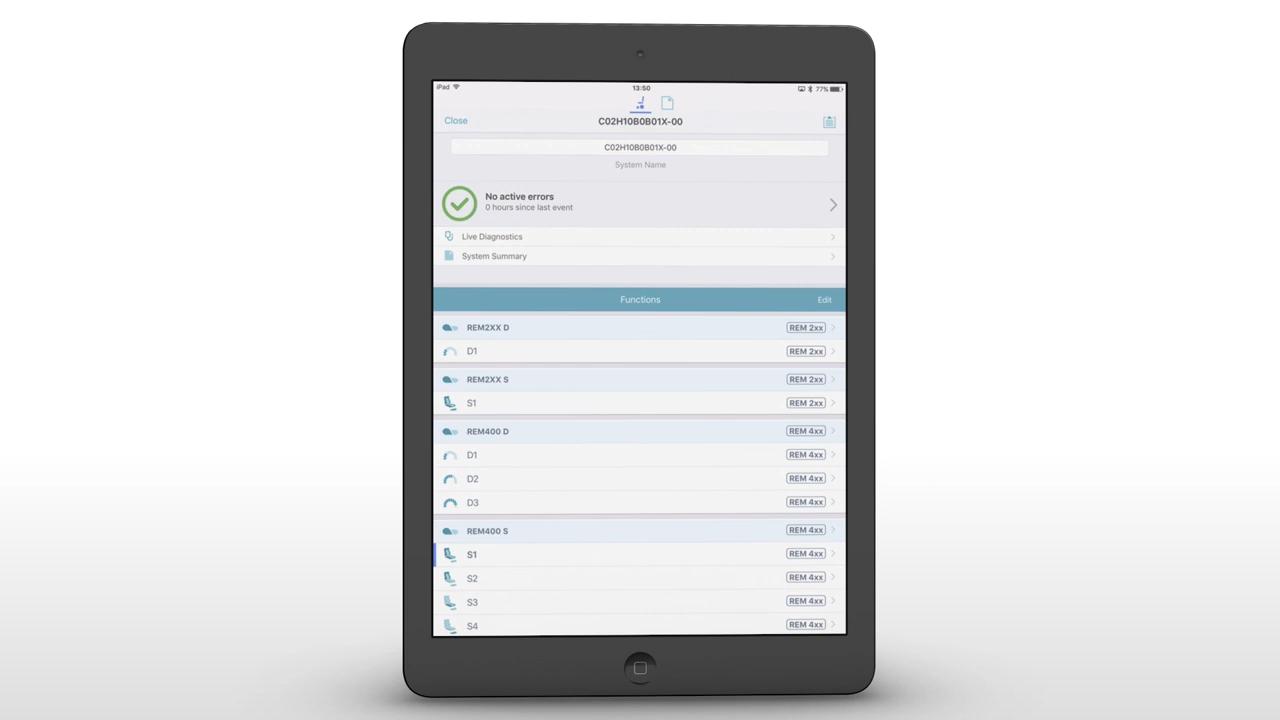 iPad 13:50 77%
Close C02H10B0B01X-00
C02H10B0B01X-00
System Name
No active errors
0 hours since last event
Live Diagnostics
System Summary
Functions Edit
REM2XX D REM 2xx
D1 REM 2xx
REM2XX S REM 2xx
S1 REM 2xx
REM400 D REM 4xx
D1 REM 4xx
D2 REM 4xx
D3 REM 4xx
REM400 S REM 4xx
S1 REM 4xx
S2 REM 4xx
S3 REM 4xx
S4 REM 4xx